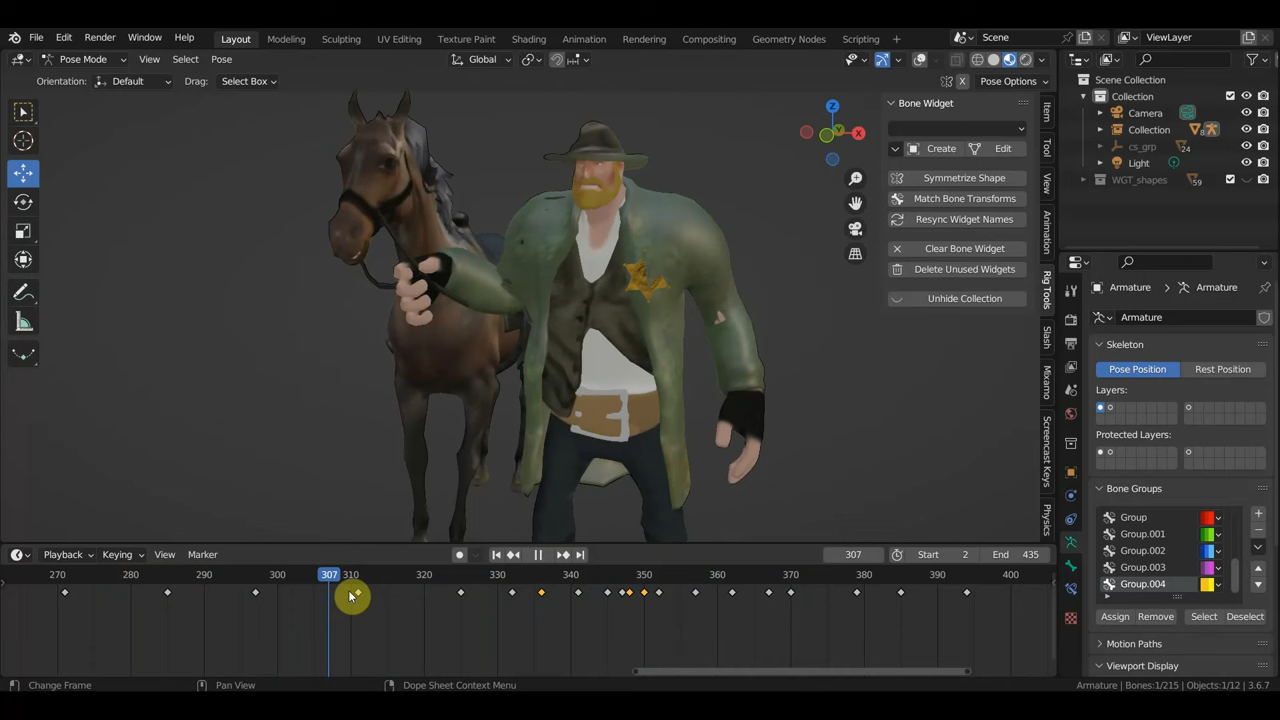 File Edit Render Window Help Layout Modeling Sculpting UV Editing Texture Paint Shading Animation Rendering Compositing Geometry Nodes Scripting + Scene ViewLayer
Pose Mode View Select Pose Global
Orientation: Default Drag: Select Box X Pose Options
Scene Collection
Collection
Camera
Collection 8
cs_grp 24
Light
WGT_shapes 59
Z
X
Y
Bone Widget
Create Edit
Symmetrize Shape
Match Bone Transforms
Resync Widget Names
Clear Bone Widget
Delete Unused Widgets
Unhide Collection
Item
Tool
View
Animation
Rig Tools
Slash
Mixamo
Screencast Keys
Physics
Armature > Armature
Armature
Skeleton
Pose Position Rest Position
Layers:
Protected Layers:
Bone Groups
Group
Group.001
Group.002
Group.003
Group.004
Assign Remove Select Deselect
Motion Paths
Viewport Display
Playback Keying View Marker 307 Start 2 End 435
270 280 290 300 307 310 320 330 340 350 360 370 380 390 400
Change Frame Pan View Dope Sheet Context Menu Armature | Bones:1/215 | Objects:1/12 | 3.6.7